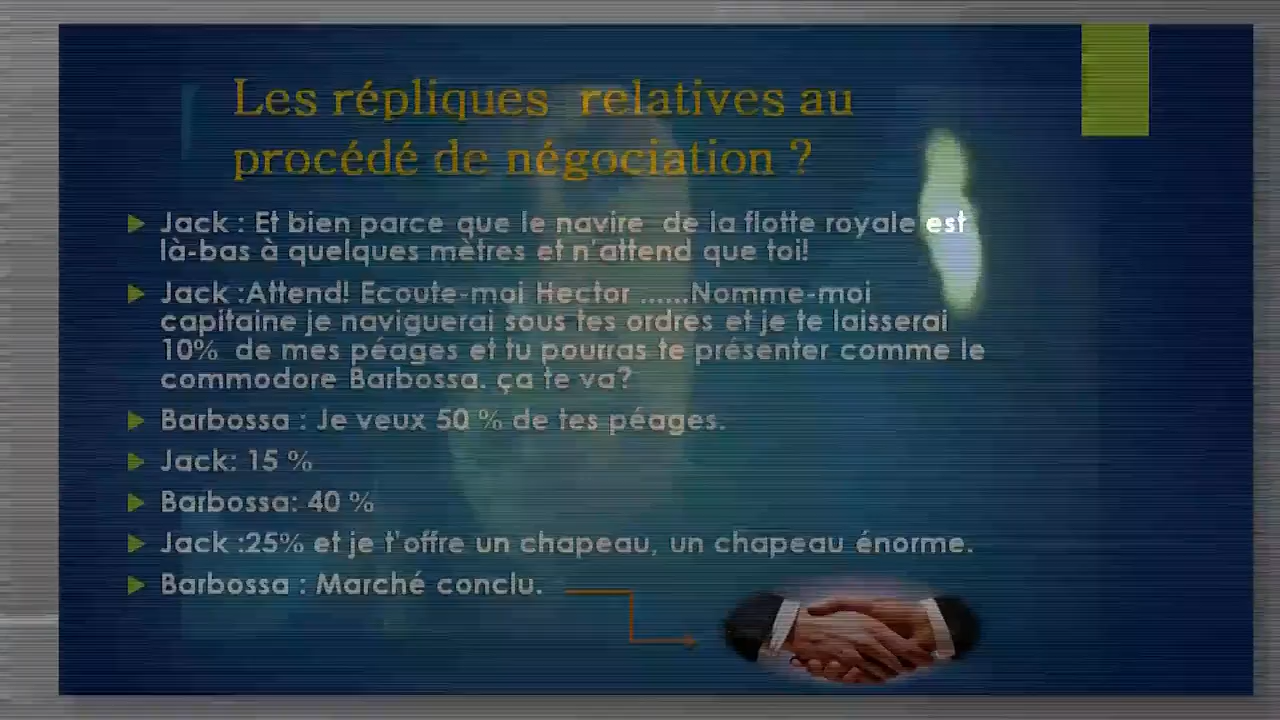 Les répliques relatives au
procédé de négociation ?
Jack : Et bien parce que le navire de la flotte royale est
là-bas à quelques mètres et n'attend que toi!
Jack :Attend! Ecoute-moi Hector ......Nomme-moi
capitaine je naviguerai sous tes ordres et je te laisserai
10% de mes péages et tu pourras te présenter comme le
commodore Barbossa. ça te va?
Barbossa : Je veux 50 % de tes péages.
Jack: 15 %
Barbossa: 40 %
Jack :25% et je t'offre un chapeau, un chapeau énorme.
Barbossa : Marché conclu.